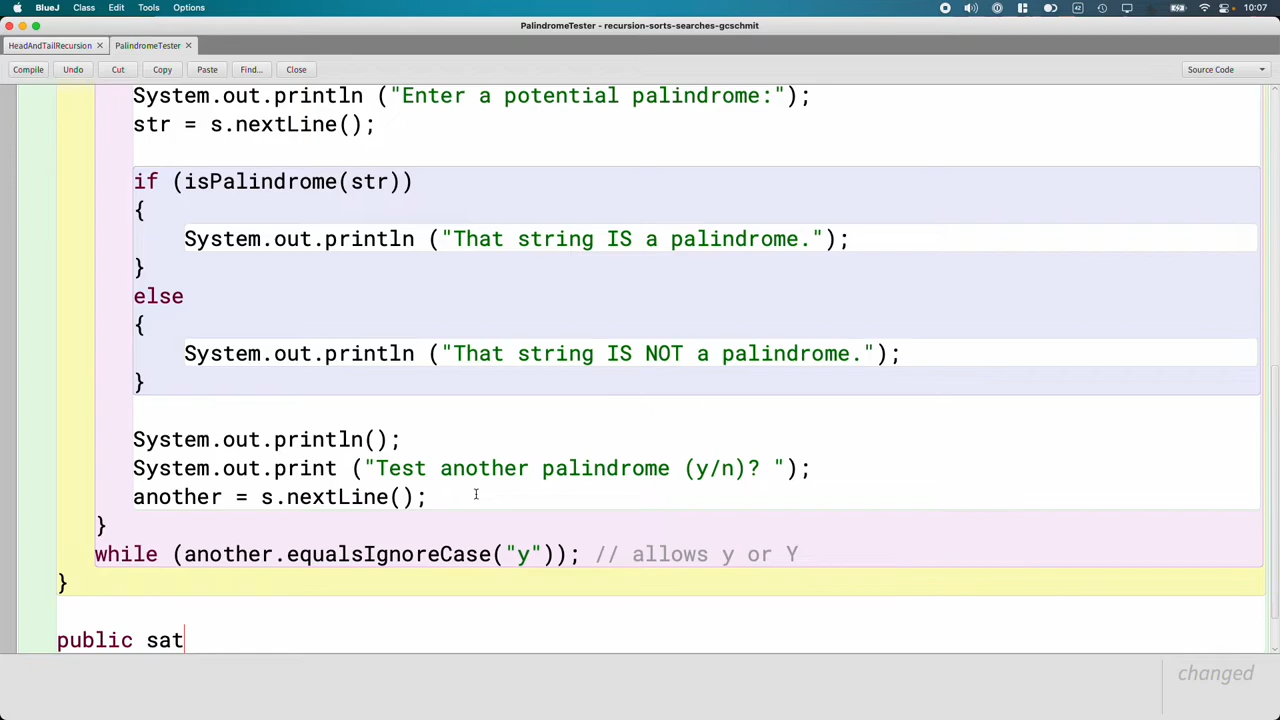 BlueJ Class Edit Tools Options 42 10:07
PalindromeTester - recursion-sorts-searches-gcschmit
HeadAndTailRecursion × PalindromeTester ×
Compile Undo Cut Copy Paste Find... Close Source Code
System.out.println ("Enter a potential palindrome:");
str = s.nextLine();
if (isPalindrome(str))
{
System.out.println ("That string IS a palindrome.");
}
else
{
System.out.println ("That string IS NOT a palindrome.");
}
System.out.println();
System.out.print ("Test another palindrome (y/n)? ");
another = s.nextLine();
}
while (another.equalsIgnoreCase("y")); // allows y or Y
}
public sat
changed